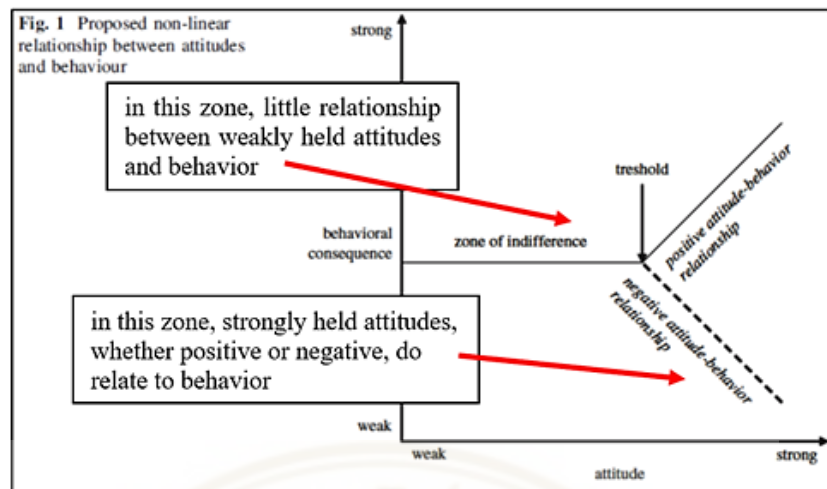 Fig. 1 Proposed non-linear
relationship between attitudes
and behaviour
strong
in this zone, little relationship
between weakly held attitudes
and behavior
treshold
behavioral
consequence
zone of indifference
positive attitude-behavior
relationship
negative attitude-behavior
relationship
in this zone, strongly held attitudes,
whether positive or negative, do
relate to behavior
weak
weak
strong
attitude